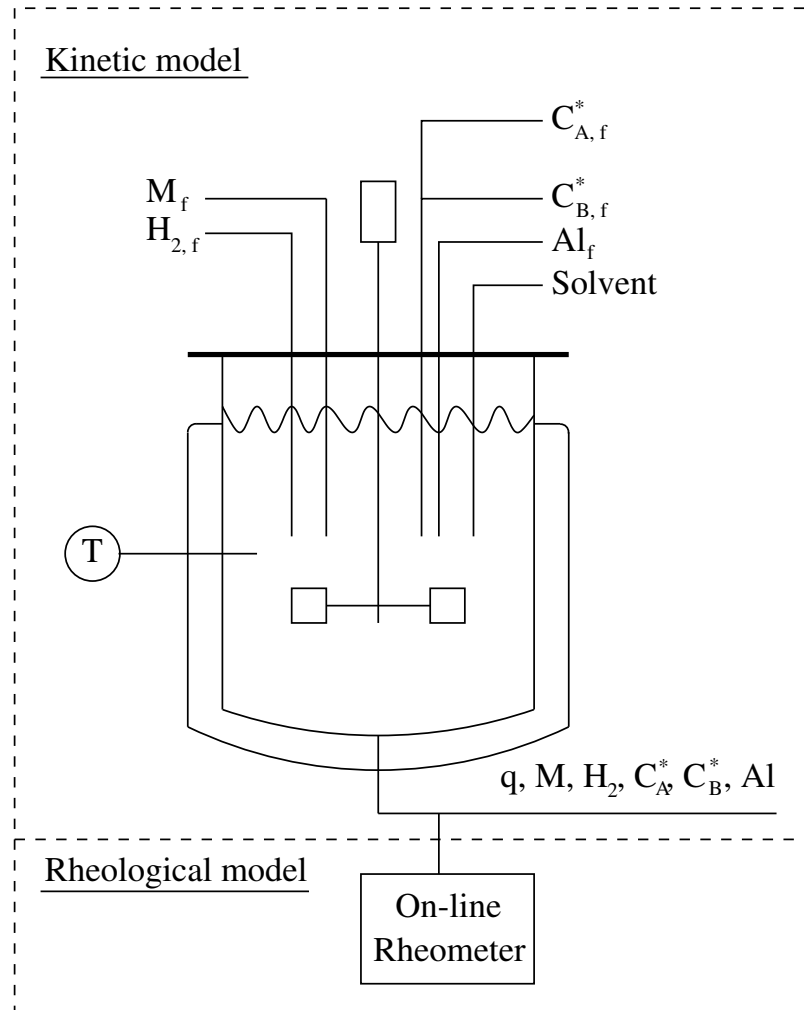 Kinetic model
C*A, f
Mf
C*B, f
H2, f
Alf
Solvent
T
q, M, H2, C*A, C*B, Al
Rheological model
On-line
Rheometer